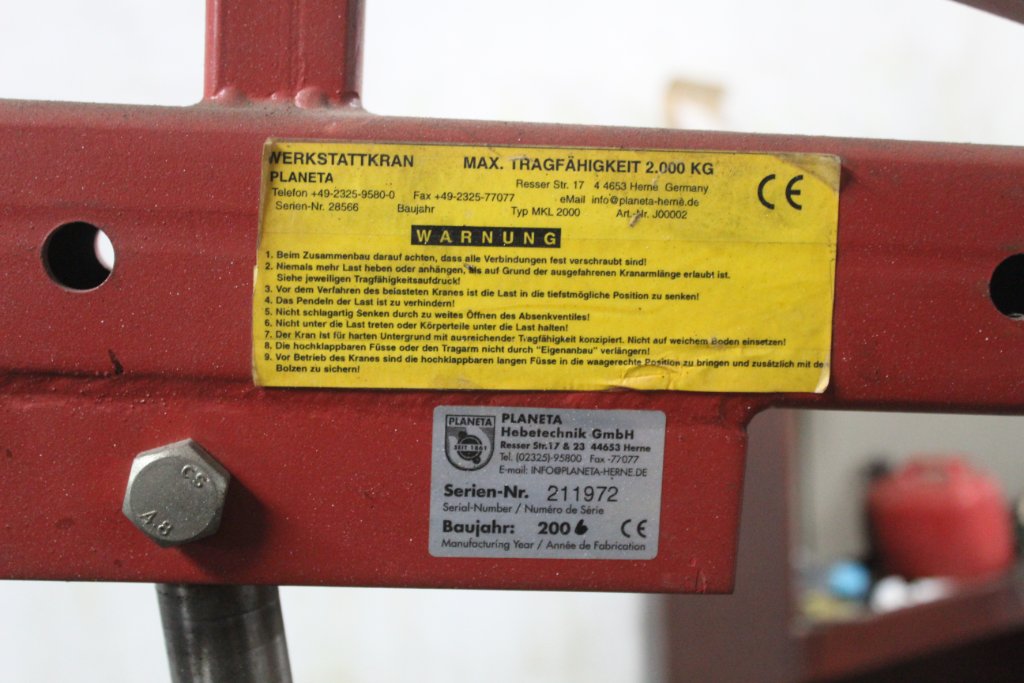 WERKSTATTKRAN MAX. TRAGFÄHIGKEIT 2.000 KG
PLANETA Resser Str. 17 4 4653 Herne Germany
Telefon +49-2325-9580-0 Fax +49-2325-77077 eMail info@planeta-herne.de
Serien-Nr. 28566 Baujahr Typ MKL 2000 Art.-Nr. J00002
CE
WARNUNG
1. Beim Zusammenbau darauf achten, dass alle Verbindungen fest verschraubt sind!
2. Niemals mehr Last heben oder anhängen, als auf Grund der ausgefahrenen Kranarmlänge erlaubt ist.
Siehe jeweiligen Tragfähigkeitsaufdruck!
3. Vor dem Verfahren des belasteten Kranes ist die Last in die tiefstmögliche Position zu senken!
4. Das Pendeln der Last ist zu verhindern!
5. Nicht schlagartig Senken durch zu weites Öffnen des Absenkventiles!
6. Nicht unter die Last treten oder Körperteile unter die Last halten!
7. Der Kran ist für harten Untergrund mit ausreichender Tragfähigkeit konzipiert. Nicht auf weichem Boden einsetzen!
8. Die hochklappbaren Füsse oder den Tragarm nicht durch "Eigenanbau" verlängern!
9. Vor Betrieb des Kranes sind die hochklappbaren langen Füsse in die waagerechte Position zu bringen und zusätzlich mit de
Bolzen zu sichern!
PLANETA
SEIT 1861
PLANETA
Hebetechnik GmbH
Resser Str.17 & 23 44653 Herne
Tel. (02325)-95800 Fax -77077
E-mail: INFO@PLANETA-HERNE.DE
Serien-Nr. 211972
Serial-Number / Numéro de Série
Baujahr: 2006 CE
Manufacturing Year / Année de Fabrication
CS
4.8